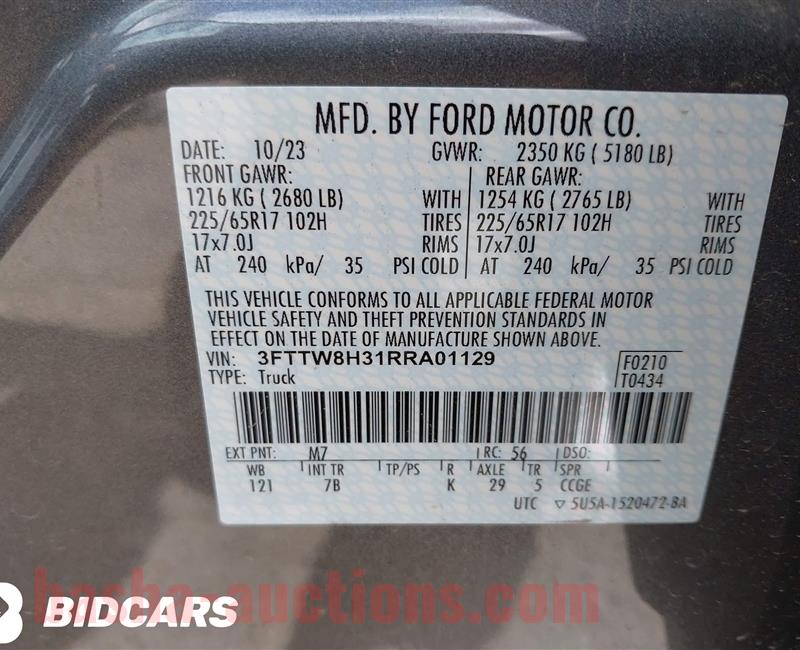 MFD. BY FORD MOTOR CO.
DATE: 10/23 GVWR: 2350 KG ( 5180 LB)
FRONT GAWR: REAR GAWR:
1216 KG ( 2680 LB) WITH 1254 KG ( 2765 LB) WITH
225/65R17 102H TIRES 225/65R17 102H TIRES
17x7.0J RIMS 17x7.0J RIMS
AT 240 kPa/ 35 PSI COLD AT 240 kPa/ 35 PSI COLD
THIS VEHICLE CONFORMS TO ALL APPLICABLE FEDERAL MOTOR
VEHICLE SAFETY AND THEFT PREVENTION STANDARDS IN
EFFECT ON THE DATE OF MANUFACTURE SHOWN ABOVE.
VIN: 3FTTW8H31RRA01129 F0210
TYPE: Truck T0434
EXT PNT: M7 RC: 56 DSO:
WB INT TR TP/PS R AXLE TR SPR
121 7B K 29 5 CCGE
UTC ▽ 5U5A-1520472-BA
basha-auctions.com
BIDCARS